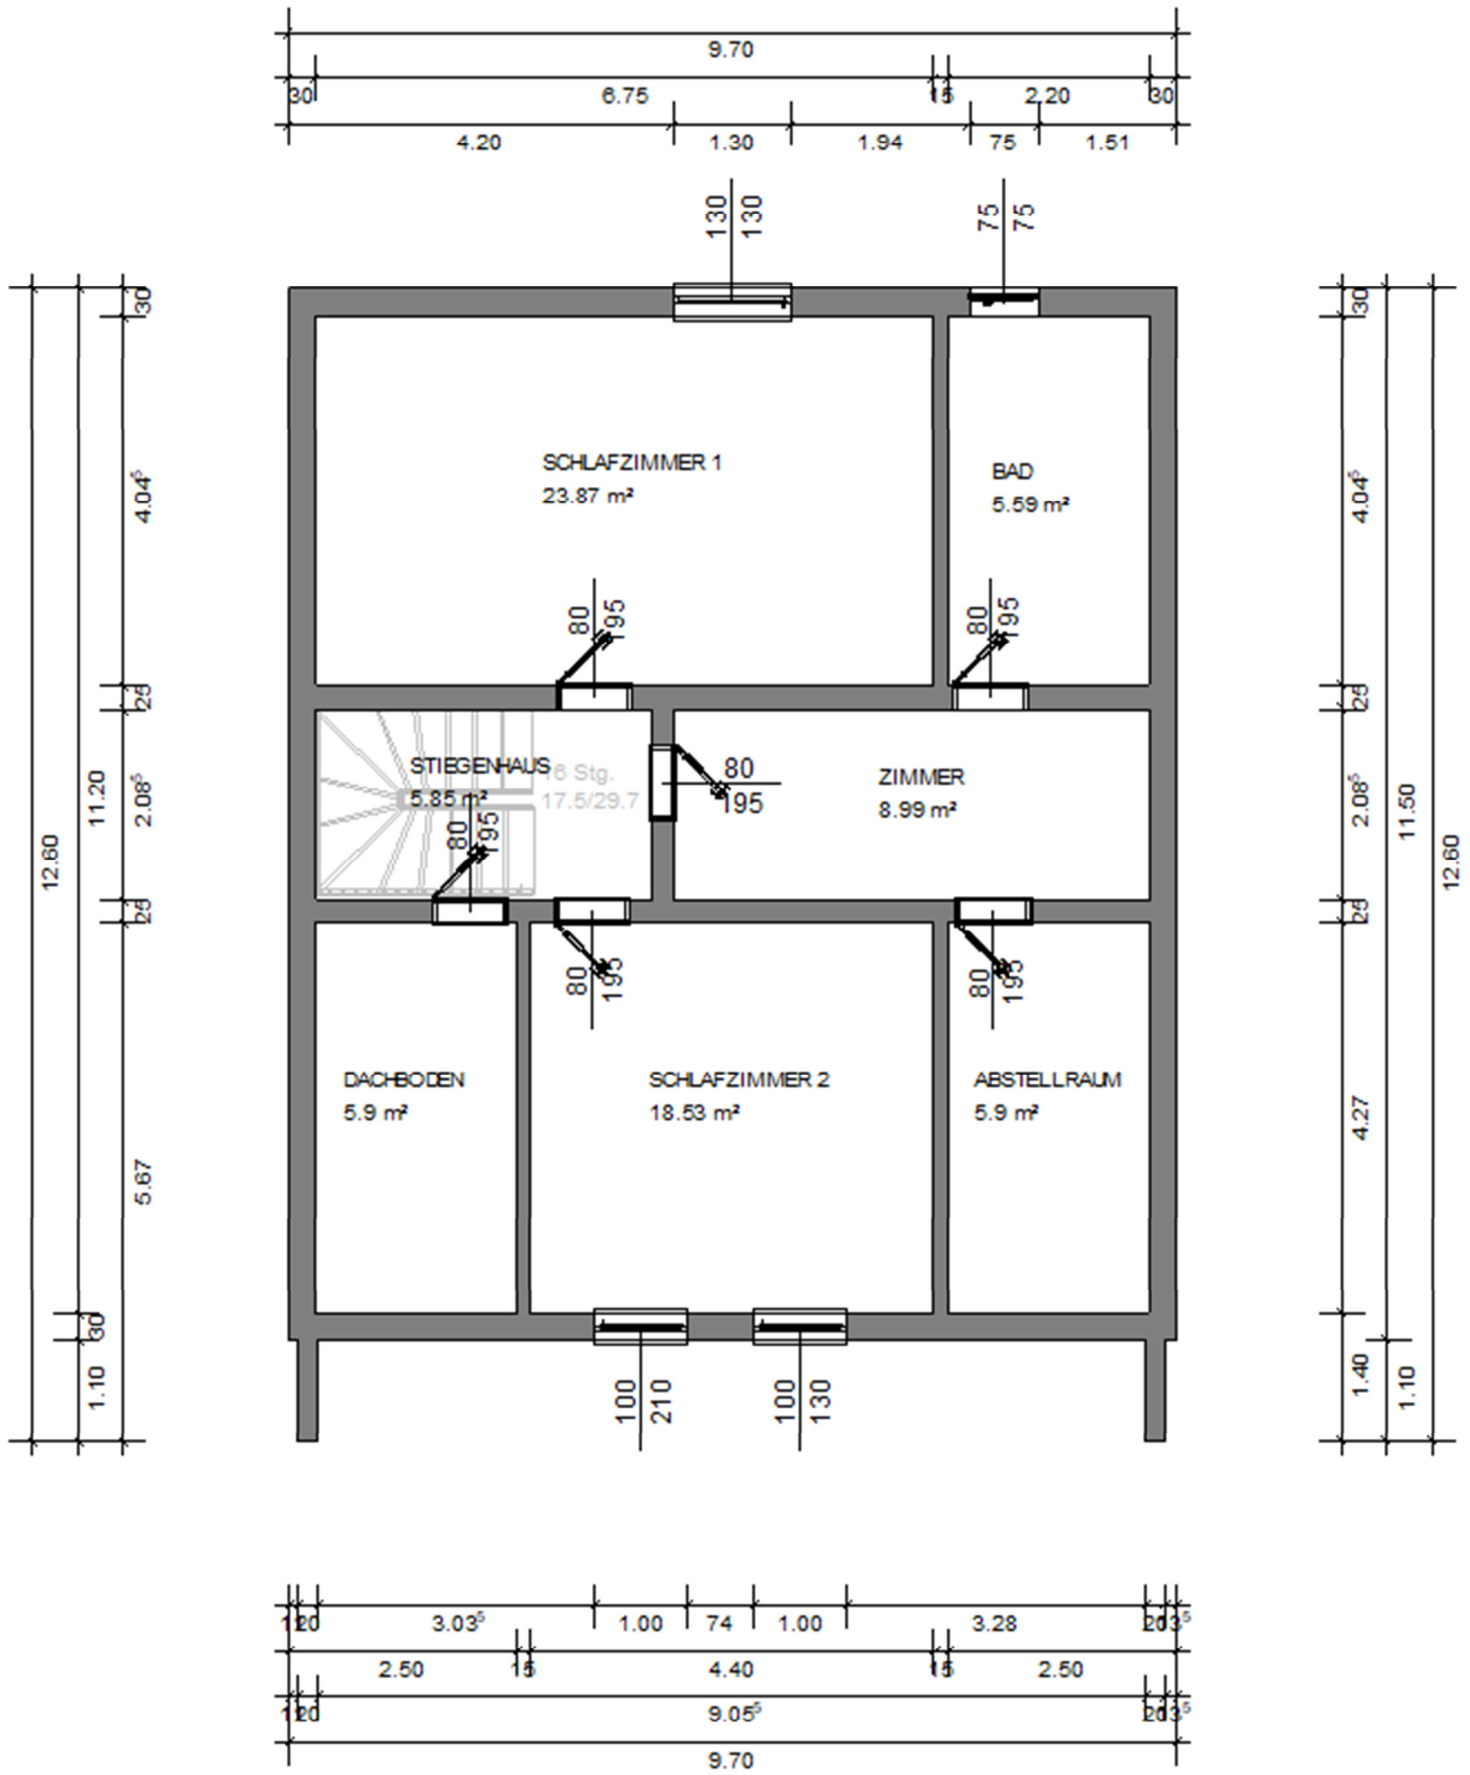 9.70
30 6.75 15 2.20 30
4.20 1.30 1.94 75 1.51
130 130
75 75
30
30
4.04⁵
4.04⁵
SCHLAFZIMMER 1
23.87 m²
BAD
5.59 m²
80 195
80 195
25
25
STIEGENHAUS
5.85 m²
16 Stg.
17.5/29.7
80
195
ZIMMER
8.99 m²
80 195
11.20
2.08⁵
2.08⁵
11.50
12.60
12.60
25
25
80 195
80 195
DACHBODEN
5.9 m²
SCHLAFZIMMER 2
18.53 m²
ABSTELLRAUM
5.9 m²
4.27
5.67
30
1.10
1.40
1.10
100 210
100 130
20 3.03⁵ 1.00 74 1.00 3.28 20 13⁵
2.50 15 4.40 15 2.50
20 9.05⁵ 20 13⁵
9.70